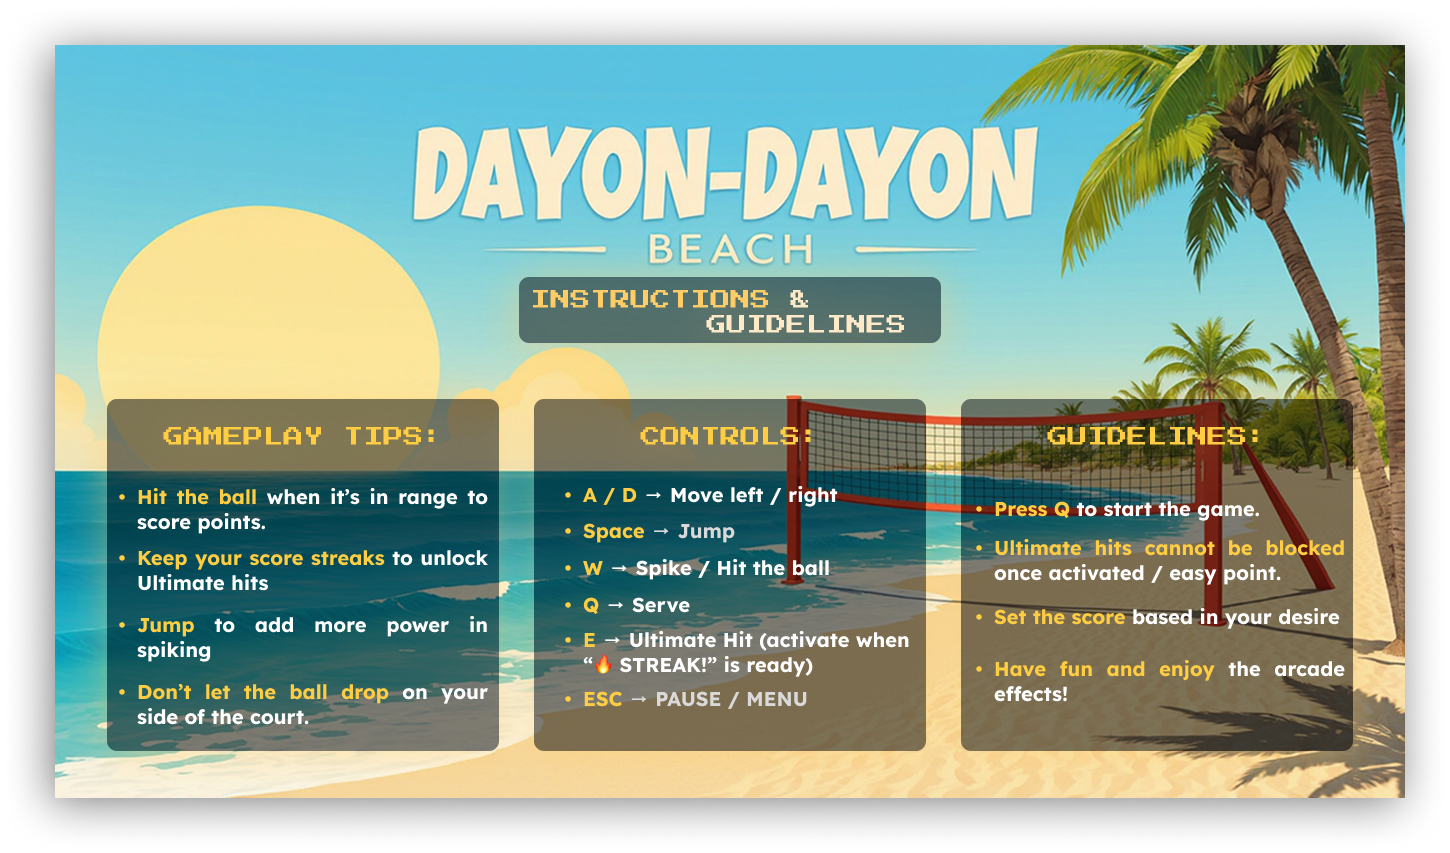 DAYON-DAYON
BEACH
INSTRUCTIONS &
GUIDELINES
GAMEPLAY TIPS:
• Hit the ball when it’s in range to
score points.
• Keep your score streaks to unlock
Ultimate hits
• Jump to add more power in
spiking
• Don’t let the ball drop on your
side of the court.
CONTROLS:
• A / D → Move left / right
• Space → Jump
• W → Spike / Hit the ball
• Q → Serve
• E → Ultimate Hit (activate when
“🔥 STREAK!” is ready)
• ESC → PAUSE / MENU
GUIDELINES:
• Press Q to start the game.
• Ultimate hits cannot be blocked
once activated / easy point.
• Set the score based in your desire
• Have fun and enjoy the arcade
effects!